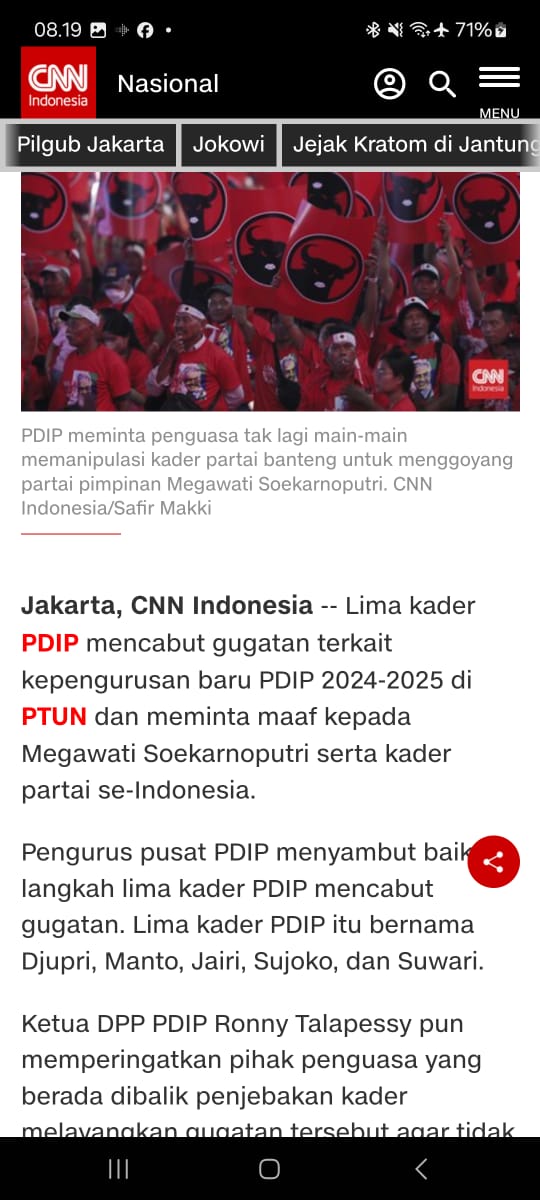 08.19
71%
CNN
Indonesia
Nasional
MENU
Pilgub Jakarta
Jokowi
Jejak Kratom di Jantung
CNN
Indonesia
PDIP meminta penguasa tak lagi main-main
memanipulasi kader partai banteng untuk menggoyang
partai pimpinan Megawati Soekarnoputri. CNN
Indonesia/Safir Makki
Jakarta, CNN Indonesia -- Lima kader
PDIP mencabut gugatan terkait
kepengurusan baru PDIP 2024-2025 di
PTUN dan meminta maaf kepada
Megawati Soekarnoputri serta kader
partai se-Indonesia.
Pengurus pusat PDIP menyambut baik
langkah lima kader PDIP mencabut
gugatan. Lima kader PDIP itu bernama
Djupri, Manto, Jairi, Sujoko, dan Suwari.
Ketua DPP PDIP Ronny Talapessy pun
memperingatkan pihak penguasa yang
berada dibalik penjebakan kader
melayangkan gugatan tersebut agar tidak